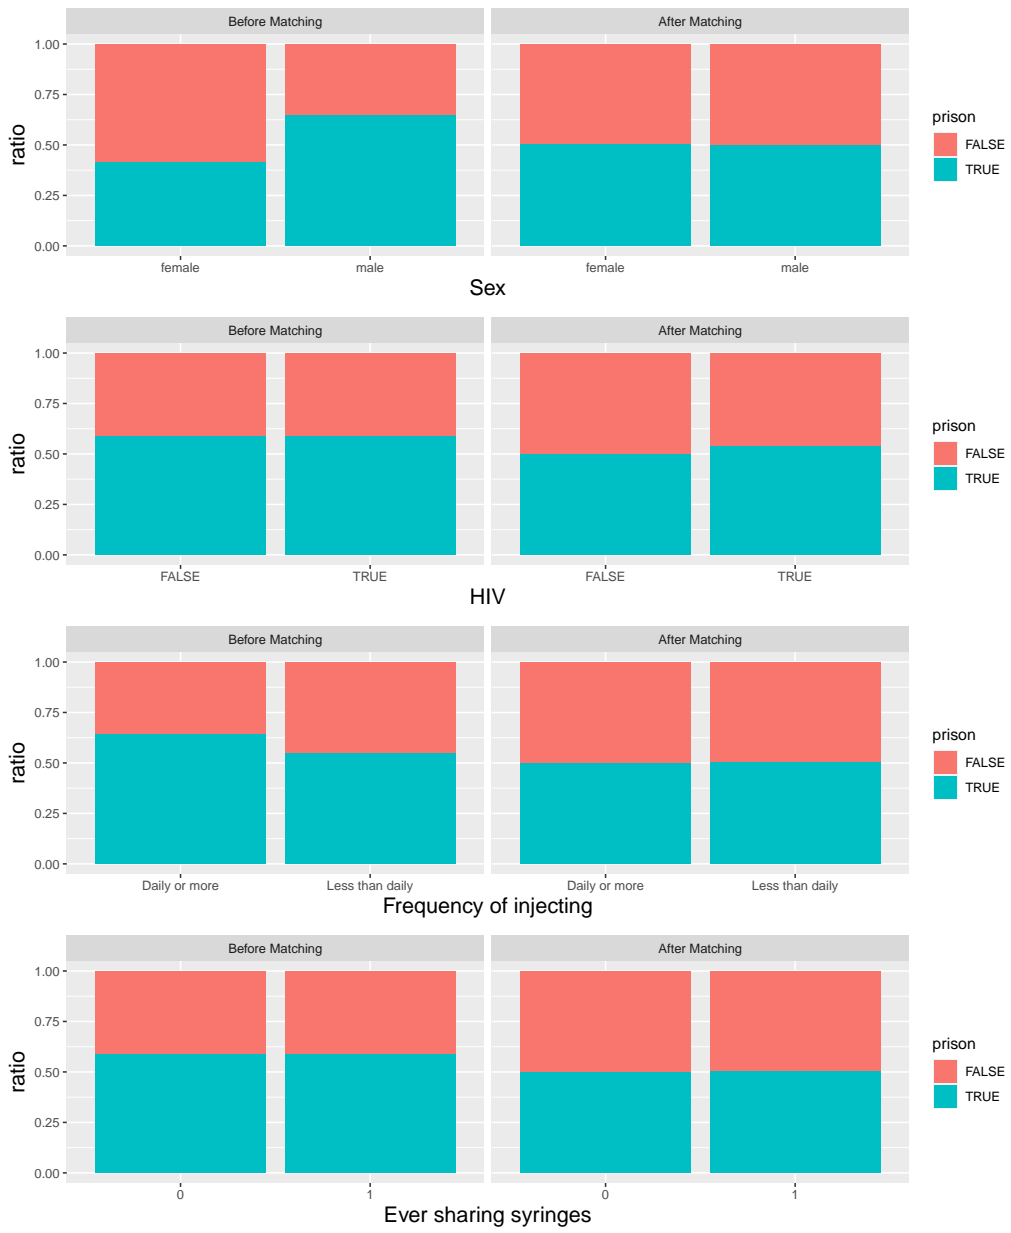 Before Matching After Matching
1.00
0.75
0.50
0.25
0.00
ratio
female male female male
Sex
prison
FALSE
TRUE
Before Matching After Matching
1.00
0.75
0.50
0.25
0.00
ratio
FALSE TRUE FALSE TRUE
HIV
prison
FALSE
TRUE
Before Matching After Matching
1.00
0.75
0.50
0.25
0.00
ratio
Daily or more Less than daily Daily or more Less than daily
Frequency of injecting
prison
FALSE
TRUE
Before Matching After Matching
1.00
0.75
0.50
0.25
0.00
ratio
0 1 0 1
Ever sharing syringes
prison
FALSE
TRUE